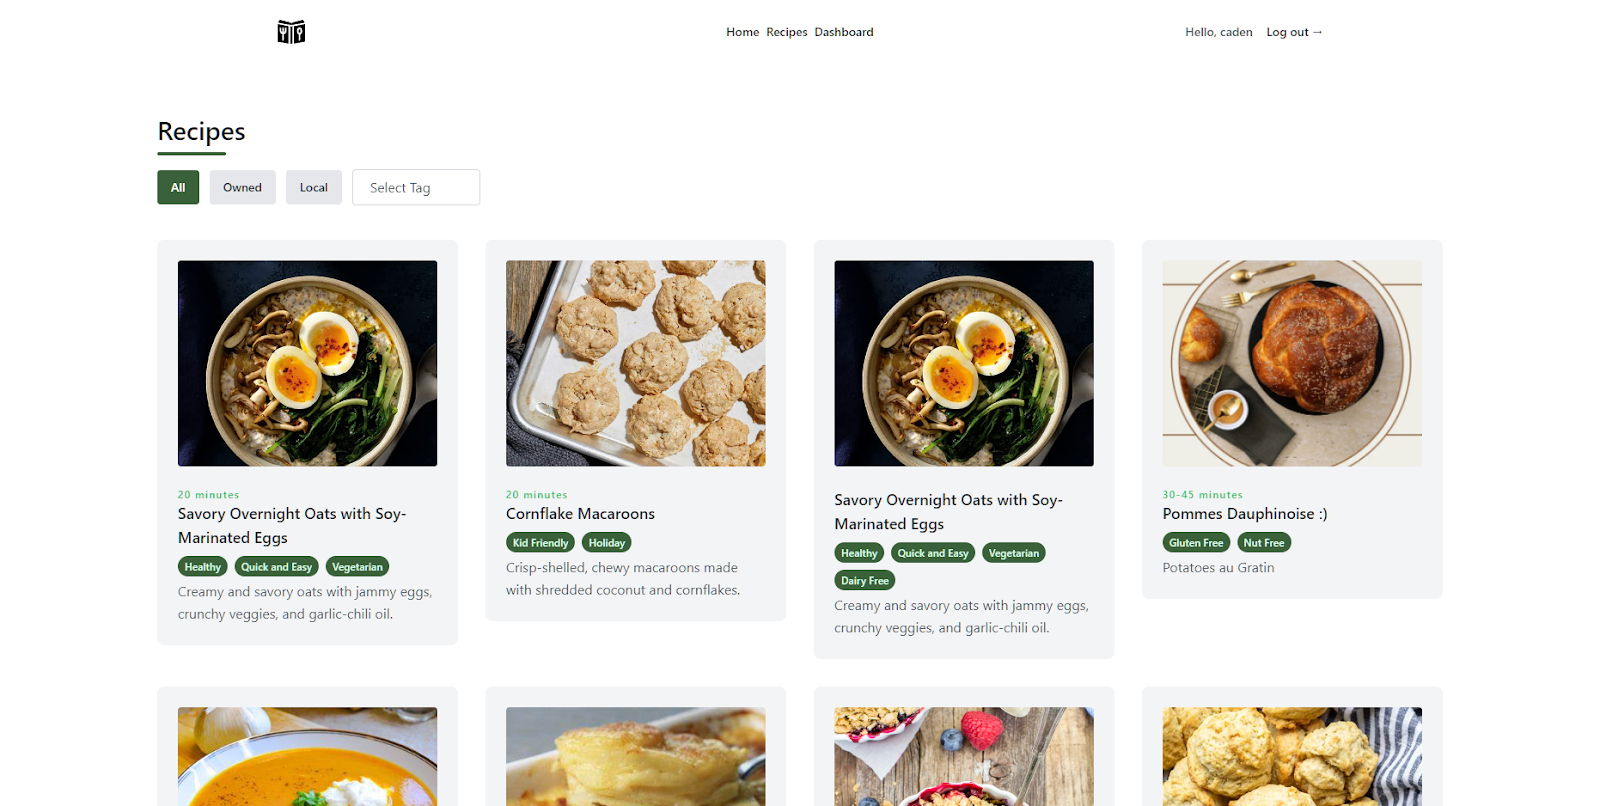 Home Recipes Dashboard
Hello, caden Log out →
Recipes
All Owned Local Select Tag
20 minutes
Savory Overnight Oats with Soy-
Marinated Eggs
Healthy Quick and Easy Vegetarian
Creamy and savory oats with jammy eggs,
crunchy veggies, and garlic-chili oil.
20 minutes
Cornflake Macaroons
Kid Friendly Holiday
Crisp-shelled, chewy macaroons made
with shredded coconut and cornflakes.
Savory Overnight Oats with Soy-
Marinated Eggs
Healthy Quick and Easy Vegetarian
Dairy Free
Creamy and savory oats with jammy eggs,
crunchy veggies, and garlic-chili oil.
30-45 minutes
Pommes Dauphinoise :)
Gluten Free Nut Free
Potatoes au Gratin